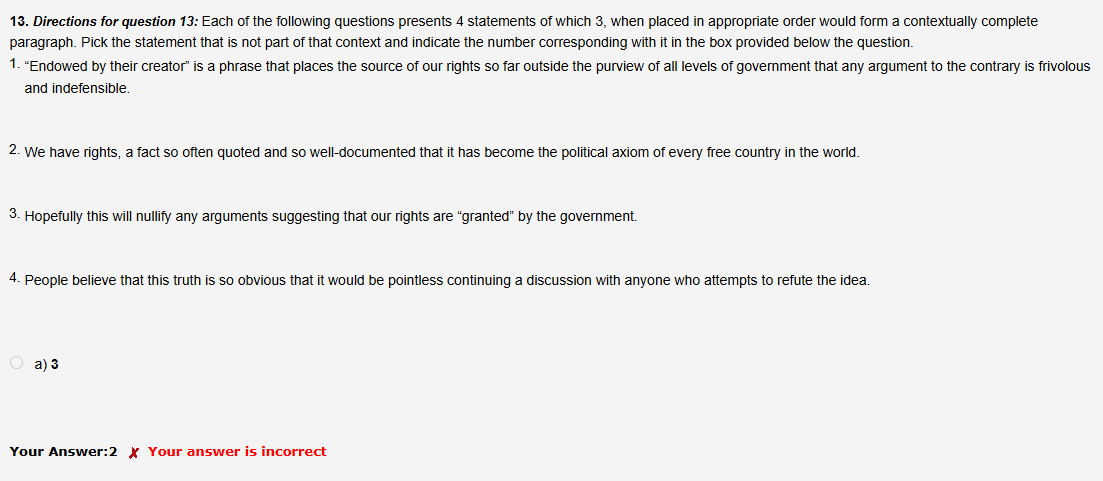 13. Directions for question 13: Each of the following questions presents 4 statements of which 3, when placed in appropriate order would form a contextually complete
paragraph. Pick the statement that is not part of that context and indicate the number corresponding with it in the box provided below the question.
1. “Endowed by their creator” is a phrase that places the source of our rights so far outside the purview of all levels of government that any argument to the contrary is frivolous
and indefensible.
2. We have rights, a fact so often quoted and so well-documented that it has become the political axiom of every free country in the world.
3. Hopefully this will nullify any arguments suggesting that our rights are “granted” by the government.
4. People believe that this truth is so obvious that it would be pointless continuing a discussion with anyone who attempts to refute the idea.
a) 3
Your Answer:2 ✗ Your answer is incorrect